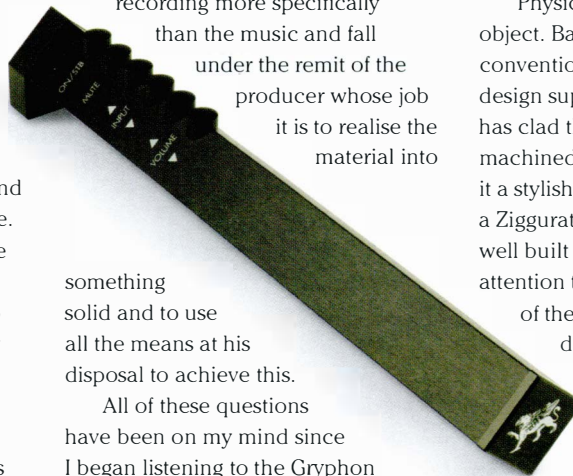 nd
e.
e
s
recording more specifically
than the music and fall
under the remit of the
producer whose job
it is to realise the
material into
something
solid and to use
all the means at his
disposal to achieve this.
All of these questions
have been on my mind since
I began listening to the Gryphon
ON/STB
MUTE
INPUT
VOLUME
Physic
object. Ba
conventio
design sup
has clad t
machined
it a stylish
a Ziggurat
well built
attention t
of the
d